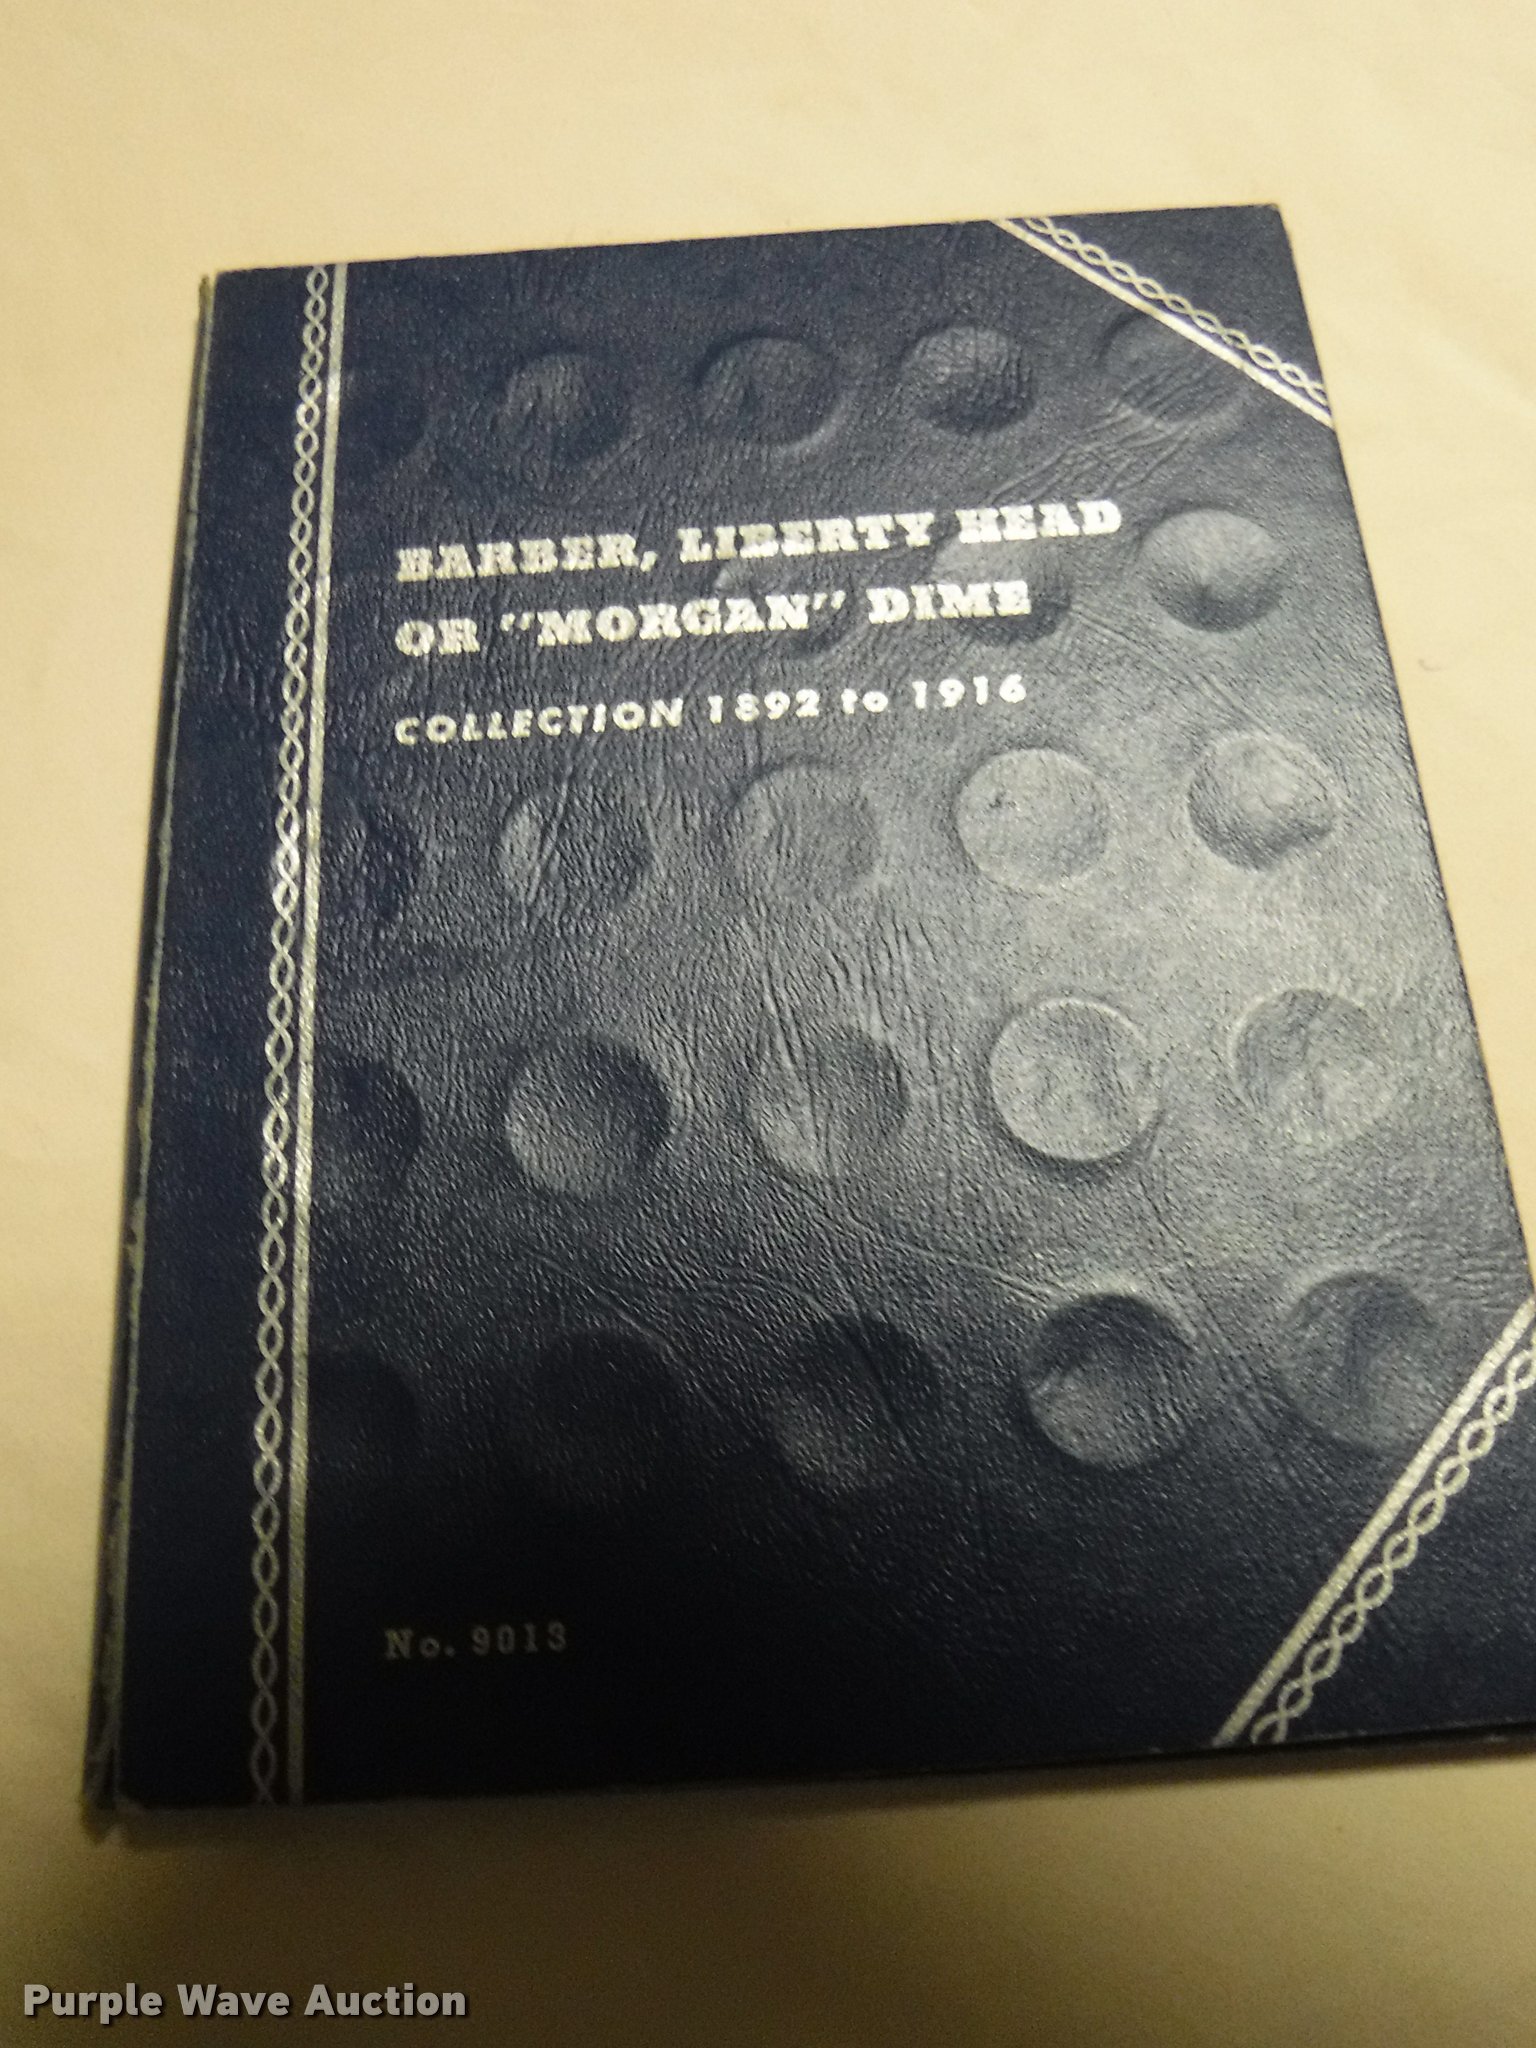 BARBER, LIBERTY HEAD
OR "MORGAN" DIME
COLLECTION 1892 to 1916
No. 9013
Purple Wave Auction